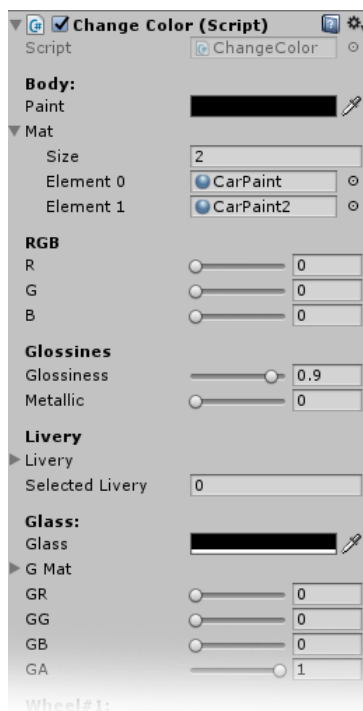 Change Color (Script)
Script ChangeColor
Body:
Paint
Mat
Size 2
Element 0 CarPaint
Element 1 CarPaint2
RGB
R 0
G 0
B 0
Glossines
Glossiness 0.9
Metallic 0
Livery
Livery
Selected Livery 0
Glass:
Glass
G Mat
GR 0
GG 0
GB 0
GA 1
Wheel#1: